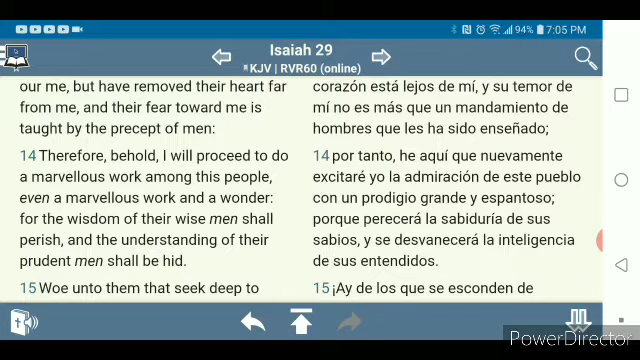 94% 7:05 PM
Isaiah 29
*KJV | RVR60 (online)
our me, but have removed their heart far
from me, and their fear toward me is
taught by the precept of men:
14 Therefore, behold, I will proceed to do
a marvellous work among this people,
even a marvellous work and a wonder:
for the wisdom of their wise men shall
perish, and the understanding of their
prudent men shall be hid.
15 Woe unto them that seek deep to
corazón está lejos de mí, y su temor de
mí no es más que un mandamiento de
hombres que les ha sido enseñado;
14 por tanto, he aquí que nuevamente
excitaré yo la admiración de este pueblo
con un prodigio grande y espantoso;
porque perecerá la sabiduría de sus
sabios, y se desvanecerá la inteligencia
de sus entendidos.
15 ¡Ay de los que se esconden de
PowerDirector